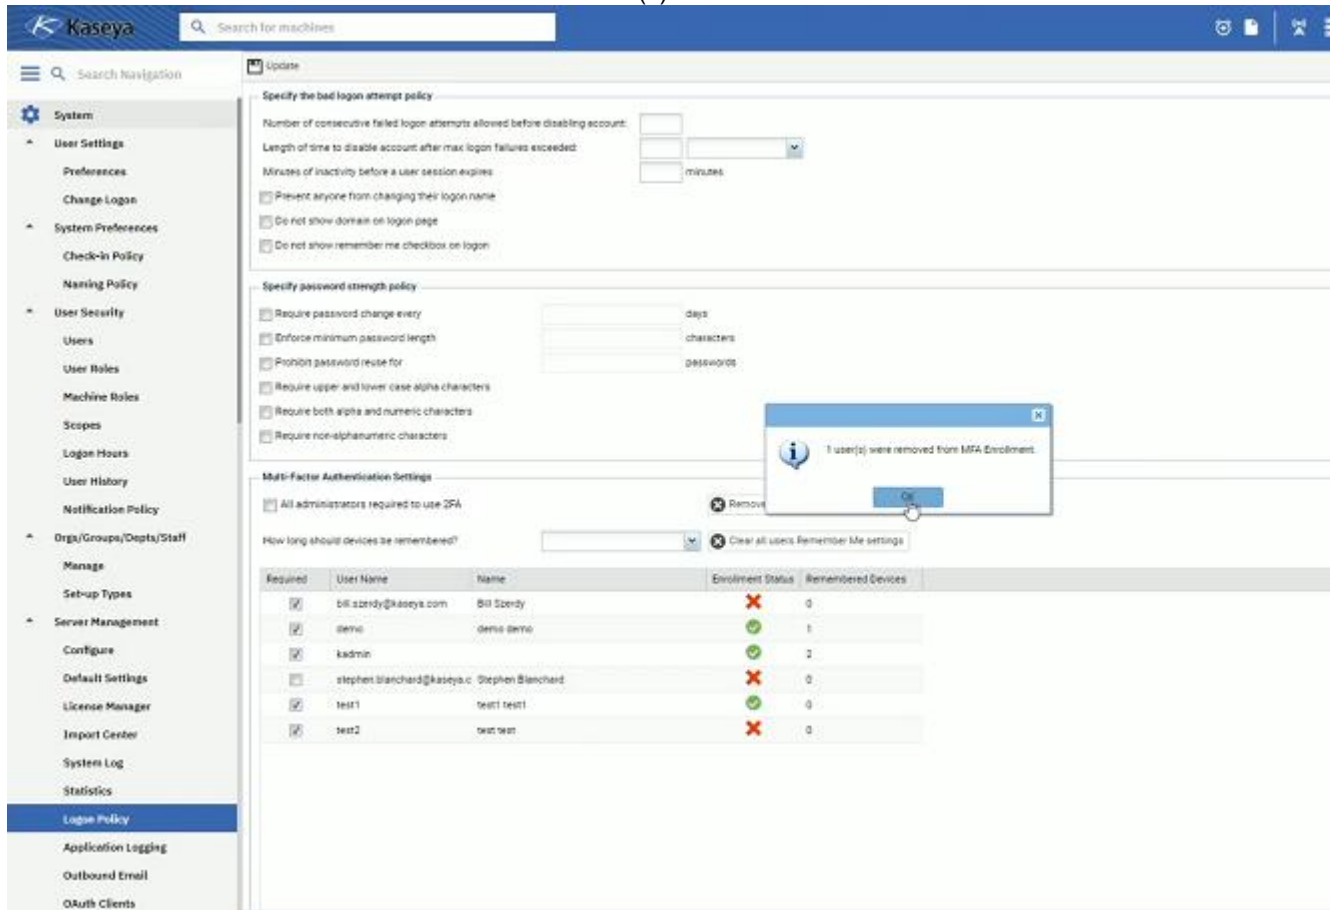 Kaseya
Search for machines
Search Navigation
Update
System
User Settings
Preferences
Change Logon
System Preferences
Check-in Policy
Naming Policy
User Security
Users
User Roles
Machine Roles
Scopes
Logon Hours
User History
Notification Policy
Orgs/Groups/Depts/Staff
Manage
Set-up Types
Server Management
Configure
Default Settings
License Manager
Import Center
System Log
Statistics
Logon Policy
Application Logging
Outbound Email
OAuth Clients
Specify the bad logon attempt policy
Number of consecutive failed logon attempts allowed before disabling account:
Length of time to disable account after max logon failures exceeded:
Minutes of inactivity before a user session expires minutes
Prevent anyone from changing their logon name
Do not show domain on logon page
Do not show remember me checkbox on logon
Specify password strength policy
Require password change every days
Enforce minimum password length characters
Prohibit password reuse for passwords
Require upper and lower case alpha characters
Require both alpha and numeric characters
Require non-alphanumeric characters
1 user(s) were removed from MFA Enrollment.
Multi-Factor Authentication Settings
All administrators required to use 2FA Remove
How long should devices be remembered? Clear all users Remember Me settings
Required User Name Name Enrollment Status Remembered Devices
bill.szerdy@kaseya.com Bill Szerdy 0
demo demo demo 1
kadmin 2
stephen.blanchard@kaseya.c Stephen Blanchard 0
test1 test1 test1 0
test2 test test 0